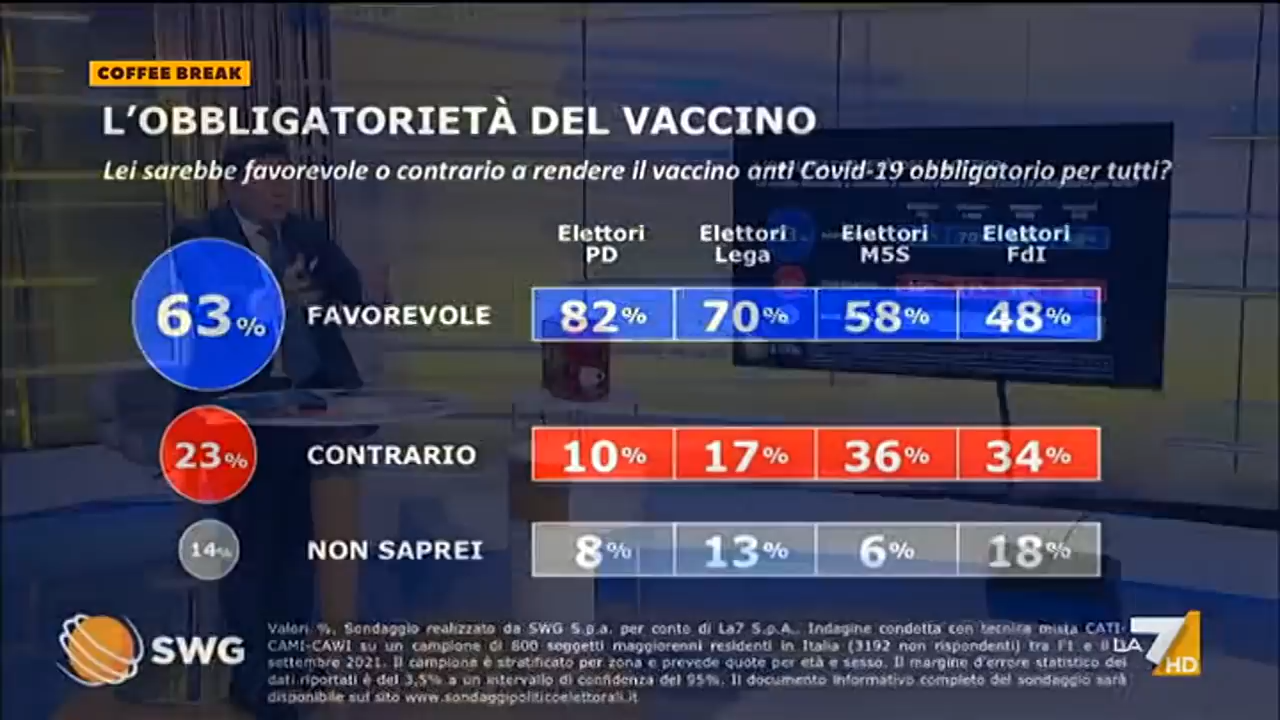 COFFEE BREAK
L'OBBLIGATORIETÀ DEL VACCINO
Lei sarebbe favorevole o contrario a rendere il vaccino anti Covid-19 obbligatorio per tutti?
Elettori PD Elettori Lega Elettori M5S Elettori FdI
63% FAVOREVOLE 82% 70% 58% 48%
23% CONTRARIO 10% 17% 36% 34%
14% NON SAPREI 8% 13% 6% 18%
SWG
Valori %. Sondaggio realizzato da SWG S.p.a. per conto di La7 S.p.A.. Indagine condotta con tecnica mista CATI-
CAMI-CAWI su un campione di 800 soggetti maggiorenni residenti in Italia (3192 non rispondenti) tra e il
settembre 2021. Il campione è stratificato per zona e prevede quote per età e sesso. Il margine d'errore statistico dei
dati riportati è del 3,5% a un intervallo di confidenza del 95%. Il documento informativo completo del sondaggio sarà
disponibile sul sito www.sondaggipoliticoelettorali.it
LA7 HD